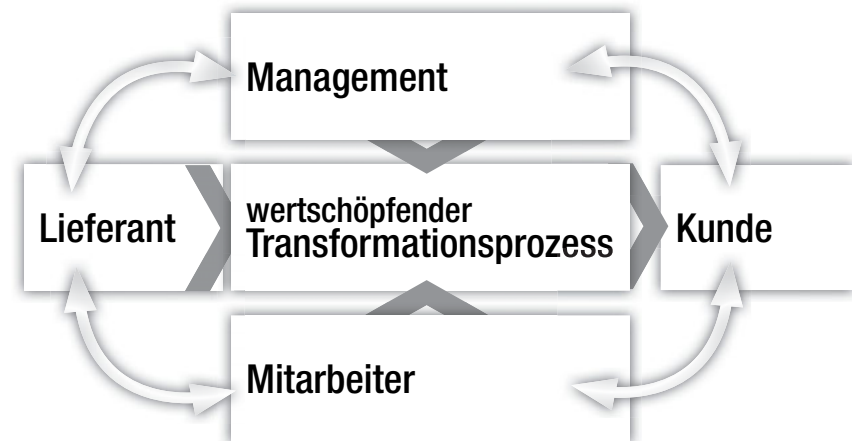 Management
Lieferant
wertschöpfender
Transformationsprozess
Kunde
Mitarbeiter